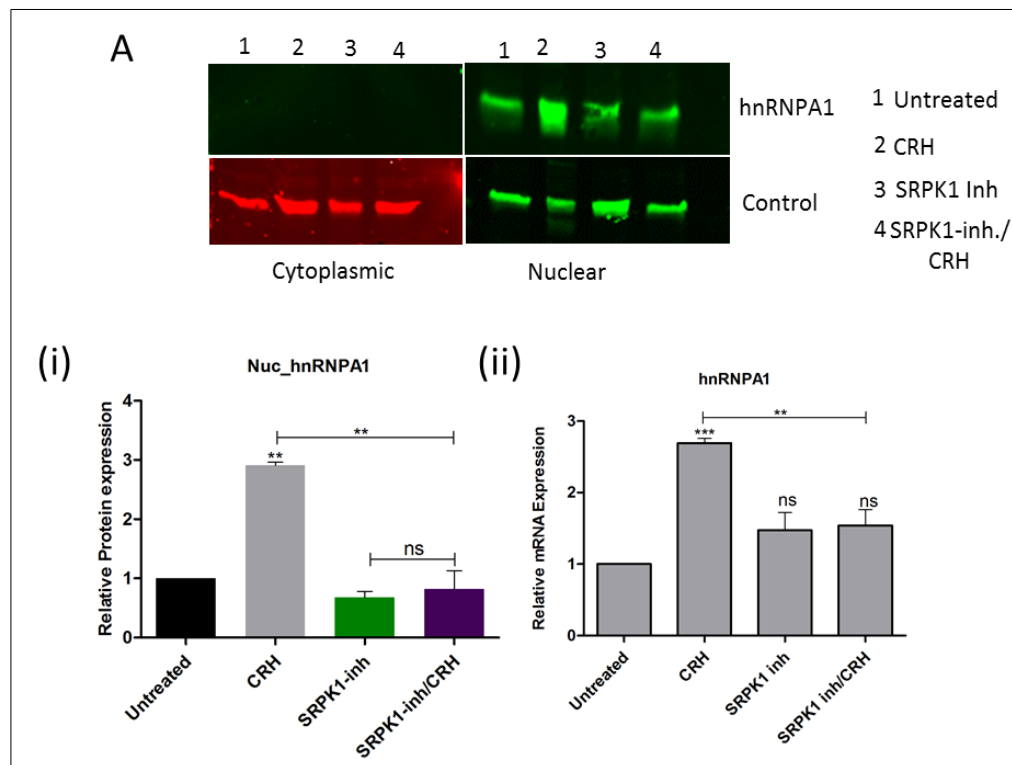 A
1 2 3 4
1 2 3 4
hnRNPA1
Control
Cytoplasmic
Nuclear
1 Untreated
2 CRH
3 SRPK1 Inh
4 SRPK1-inh./
CRH
(i)
Nuc_hnRNPA1
Relative Protein expression
4
3
2
1
0
**
**
ns
Untreated
CRH
SRPK1-inh
SRPK1-inh/CRH
(ii)
hnRNPA1
Relative mRNA Expression
3
2
1
0
**
***
ns
ns
Untreated
CRH
SRPK1 inh
SRPK1 inh/CRH